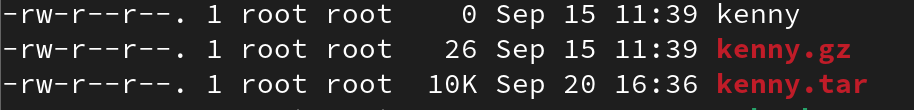 -rw-r--r--. 1 root root 0 Sep 15 11:39 kenny
-rw-r--r--. 1 root root 26 Sep 15 11:39 kenny.gz
-rw-r--r--. 1 root root 10K Sep 20 16:36 kenny.tar